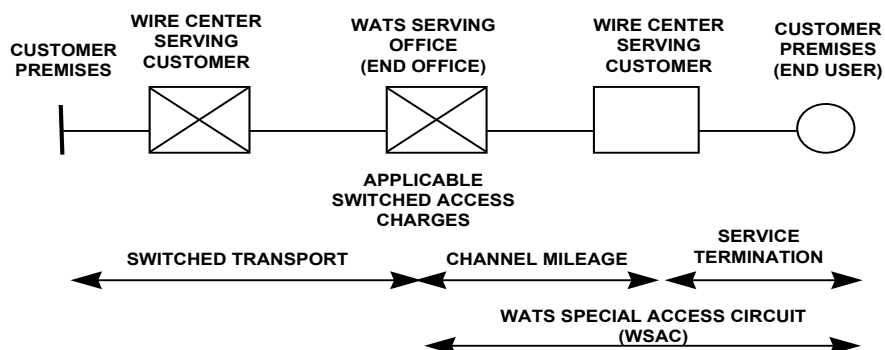 CUSTOMER
PREMISES
WIRE CENTER
SERVING
CUSTOMER
WATS SERVING
OFFICE
(END OFFICE)
WIRE CENTER
SERVING
CUSTOMER
CUSTOMER
PREMISES
(END USER)
APPLICABLE
SWITCHED ACCESS
CHARGES
SWITCHED TRANSPORT
CHANNEL MILEAGE
SERVICE
TERMINATION
WATS SPECIAL ACCESS CIRCUIT
(WSAC)